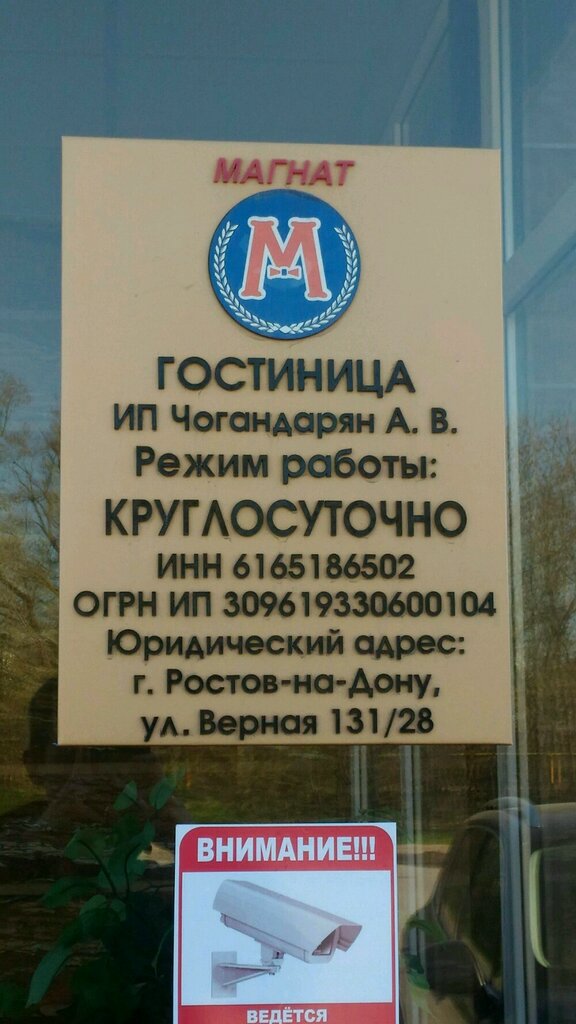 МАГНАТ
М
ГОСТИНИЦА
ИП Чогандарян А. В.
Режим работы:
КРУГЛОСУТОЧНО
ИНН 6165186502
ОГРН ИП 309619330600104
Юридический адрес:
г. Ростов-на-Дону,
ул. Верная 131/28
ВНИМАНИЕ!!!
ВЕДЁТСЯ